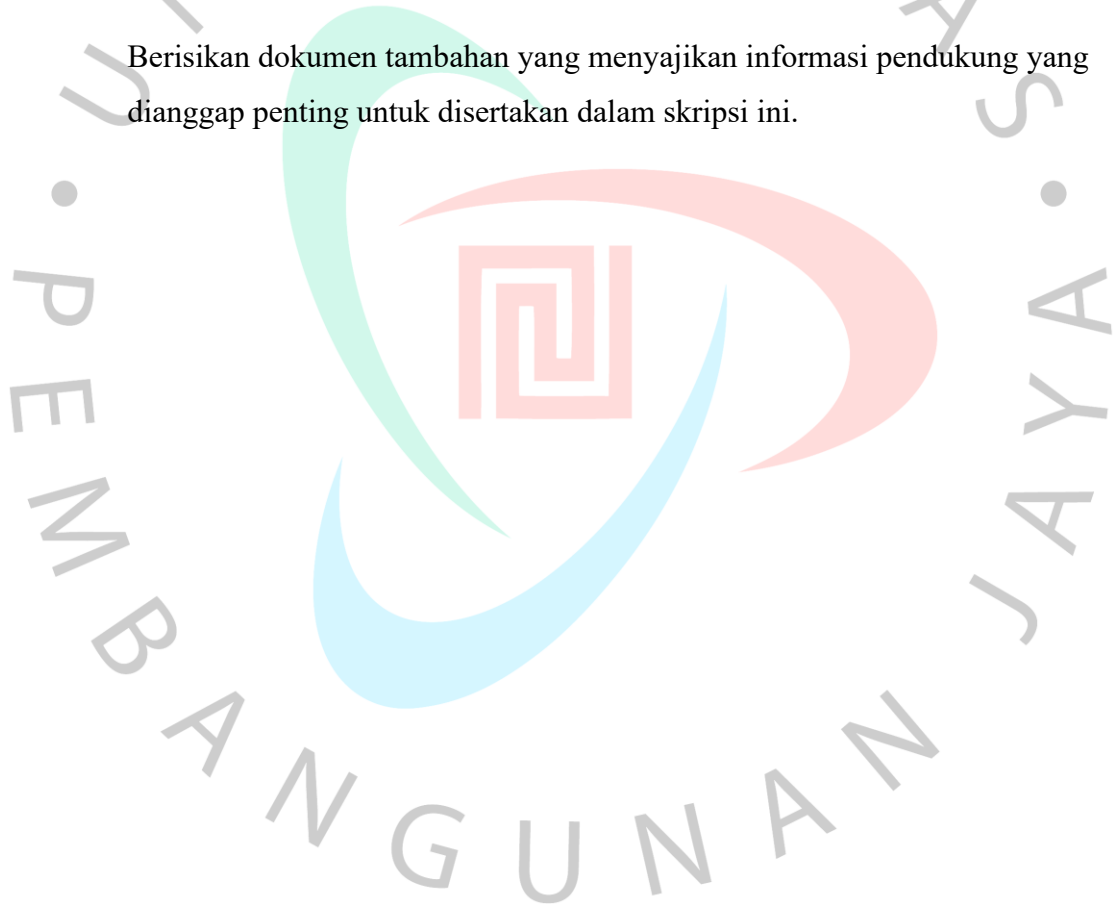 Berisikan dokumen tambahan yang menyajikan informasi pendukung yang
dianggap penting untuk disertakan dalam skripsi ini.
PEMBANGUNAN JAYA